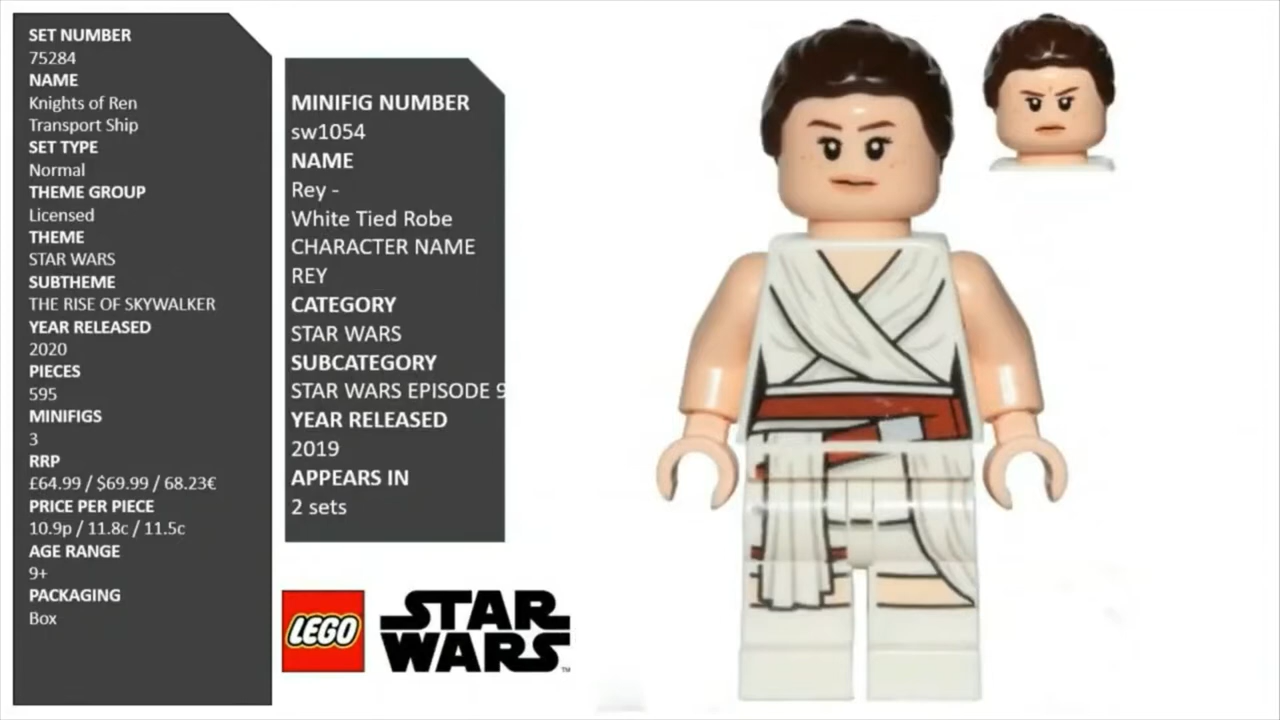 SET NUMBER
75284
NAME
Knights of Ren
Transport Ship
SET TYPE
Normal
THEME GROUP
Licensed
THEME
STAR WARS
SUBTHEME
THE RISE OF SKYWALKER
YEAR RELEASED
2020
PIECES
595
MINIFIGS
3
RRP
£64.99 / $69.99 / 68.23€
PRICE PER PIECE
10.9p / 11.8c / 11.5c
AGE RANGE
9+
PACKAGING
Box
MINIFIG NUMBER
sw1054
NAME
Rey -
White Tied Robe
CHARACTER NAME
REY
CATEGORY
STAR WARS
SUBCATEGORY
STAR WARS EPISODE 9
YEAR RELEASED
2019
APPEARS IN
2 sets
LEGO
STAR
WARS
TM